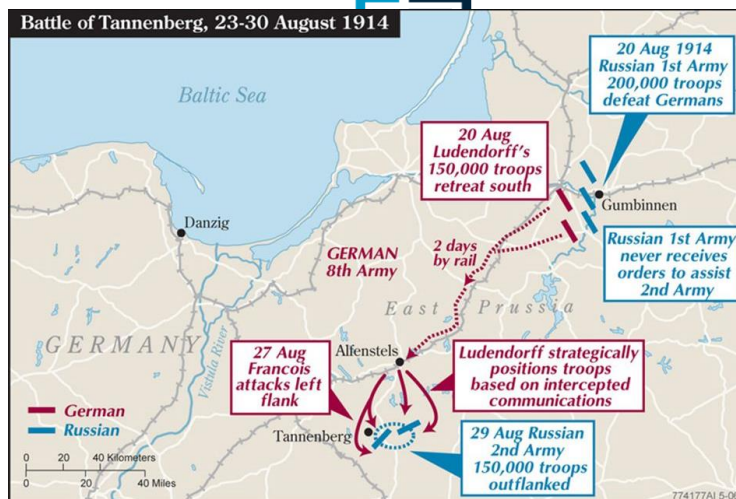 Battle of Tannenberg, 23-30 August 1914
20 Aug 1914
Russian 1st Army
200,000 troops
defeat Germans
Baltic Sea
20 Aug
Ludendorff's
150,000 troops
retreat south
Gumbinnen
Danzig
GERMAN
8th Army
2 days
by rail
Russian 1st Army
never receives
orders to assist
2nd Army
East Prussia
GERMANY
Vistula River
27 Aug
Francois
attacks left
flank
Alfenstels
Ludendorff strategically
positions troops
based on intercepted
communications
German
Russian
Tannenberg
29 Aug Russian
2nd Army
150,000 troops
outflanked
0 20 40 Kilometers
0 20 40 Miles